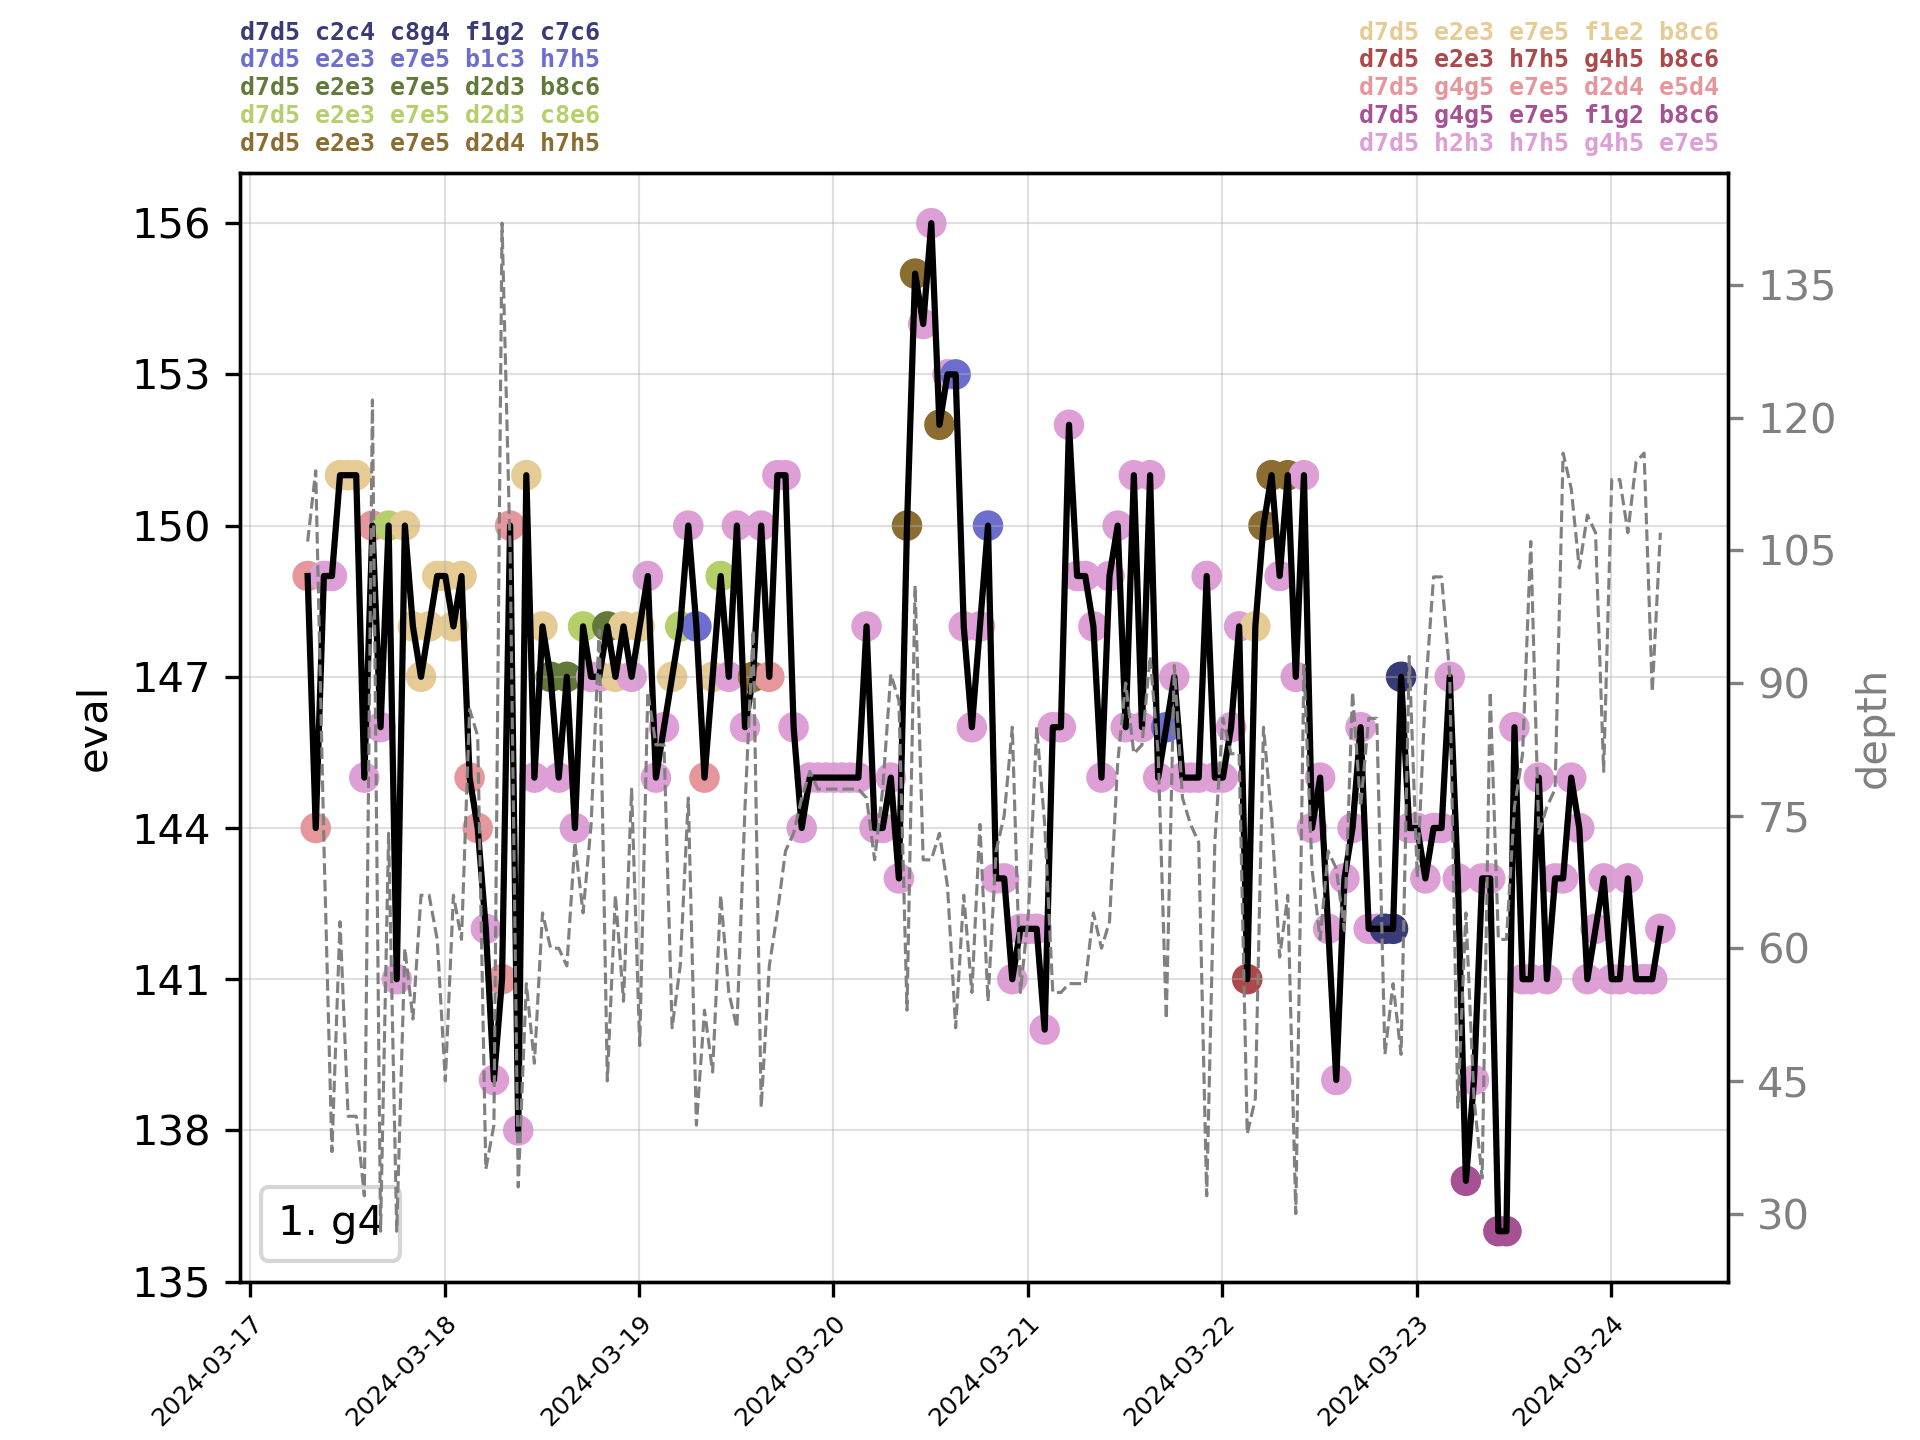 d7d5 c2c4 c8g4 f1g2 c7c6
d7d5 e2e3 e7e5 b1c3 h7h5
d7d5 e2e3 e7e5 d2d3 b8c6
d7d5 e2e3 e7e5 d2d3 c8e6
d7d5 e2e3 e7e5 d2d4 h7h5
d7d5 e2e3 e7e5 f1e2 b8c6
d7d5 e2e3 h7h5 g4h5 b8c6
d7d5 g4g5 e7e5 d2d4 e5d4
d7d5 g4g5 e7e5 f1g2 b8c6
d7d5 h2h3 h7h5 g4h5 e7e5
156
153
150
147
144
141
138
135
eval
135
120
105
90
75
60
45
30
depth
1. g4
2024-03-17
2024-03-18
2024-03-19
2024-03-20
2024-03-21
2024-03-22
2024-03-23
2024-03-24